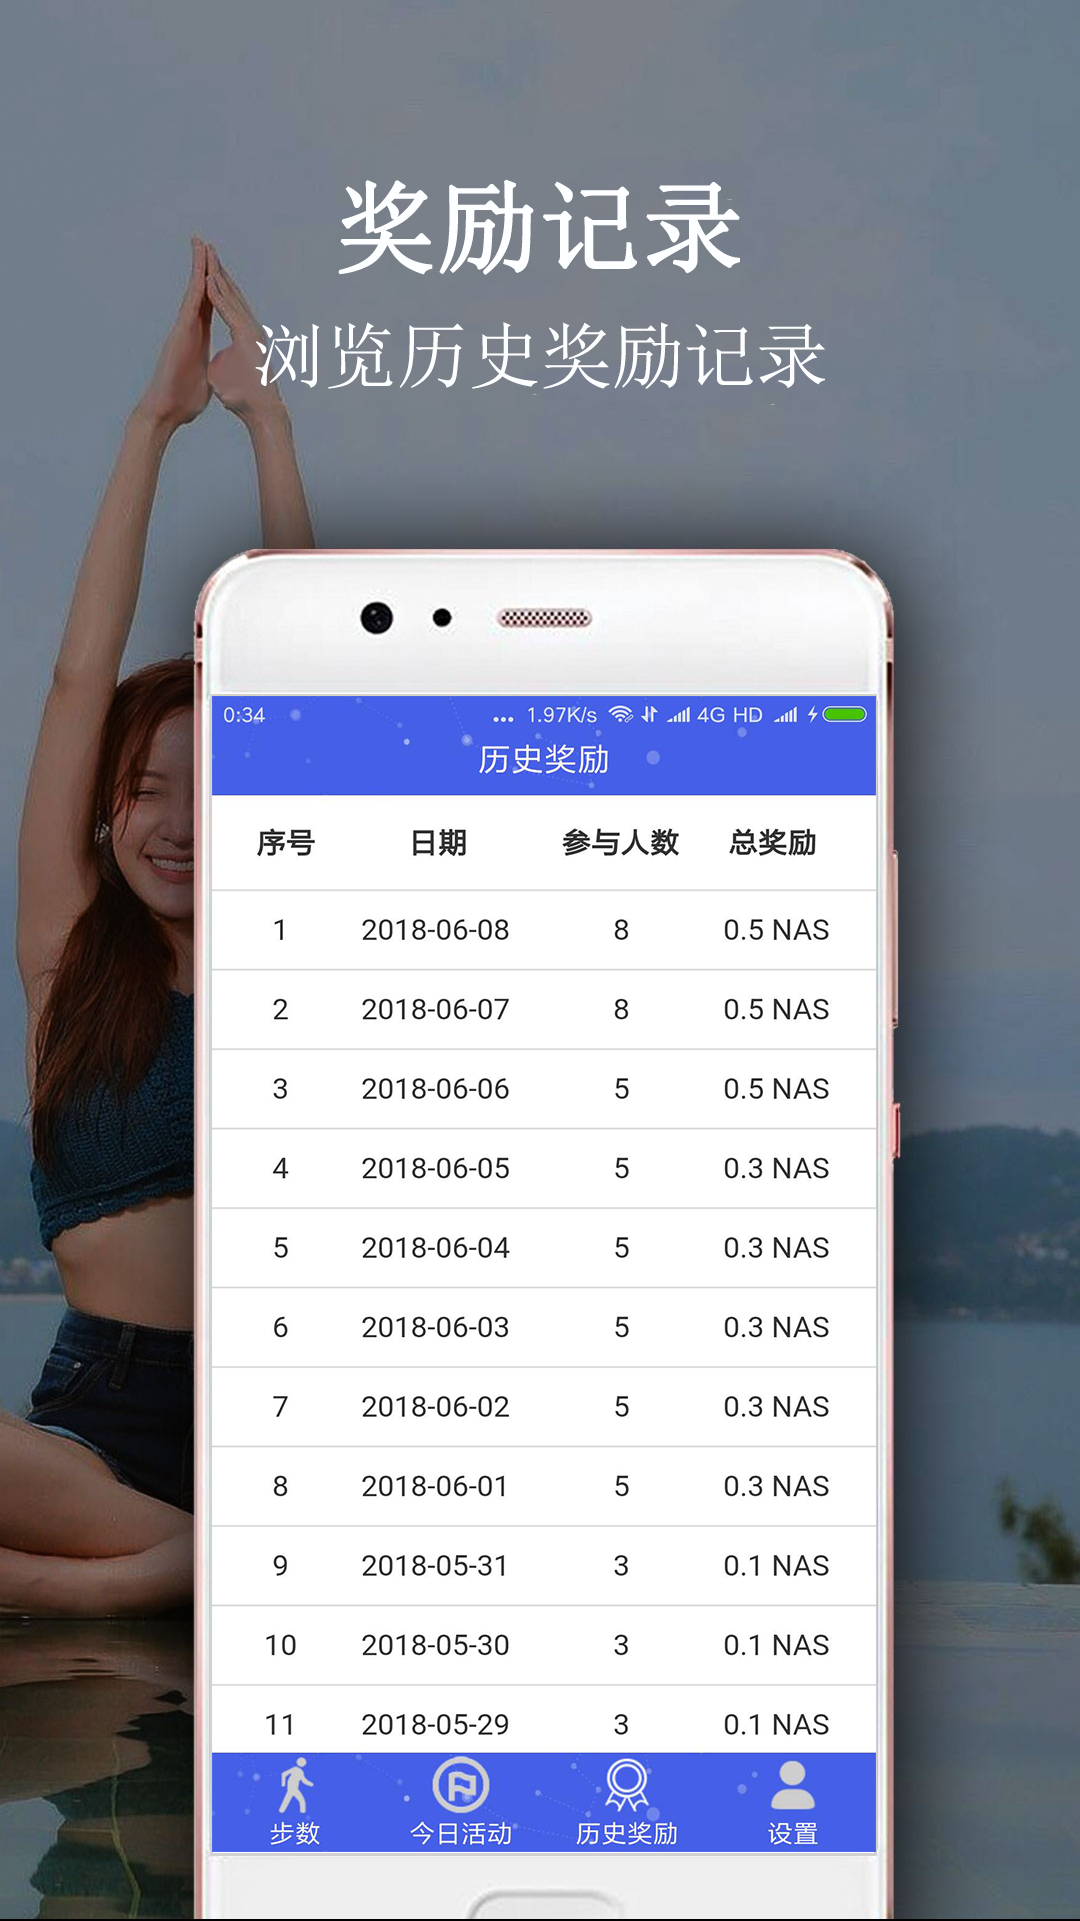 奖励记录
浏览历史奖励记录
0:34 ... 1.97K/s 4G HD
历史奖励
序号 日期 参与人数 总奖励
1 2018-06-08 8 0.5 NAS
2 2018-06-07 8 0.5 NAS
3 2018-06-06 5 0.5 NAS
4 2018-06-05 5 0.3 NAS
5 2018-06-04 5 0.3 NAS
6 2018-06-03 5 0.3 NAS
7 2018-06-02 5 0.3 NAS
8 2018-06-01 5 0.3 NAS
9 2018-05-31 3 0.1 NAS
10 2018-05-30 3 0.1 NAS
11 2018-05-29 3 0.1 NAS
步数 今日活动 历史奖励 设置